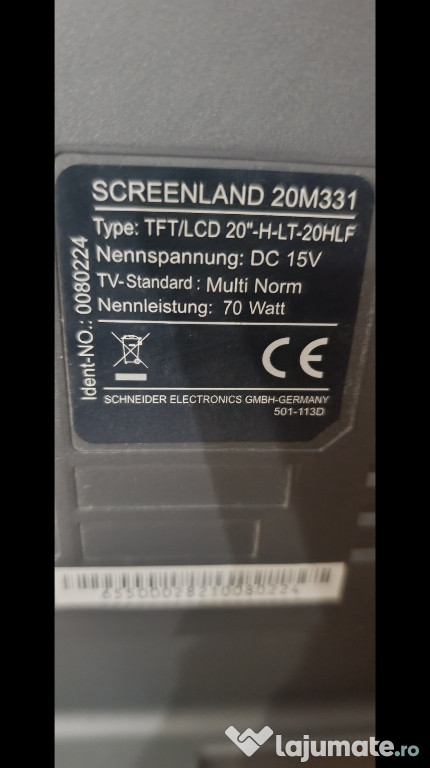 SCREENLAND 20M331
Type: TFT/LCD 20"-H-LT-20HLF
Nennspannung: DC 15V
TV-Standard : Multi Norm
Nennleistung: 70 Watt
Ident-NO.: 0080224
CE
SCHNEIDER ELECTRONICS GMBH-GERMANY
501-113D
65500028210080224
lajumate.ro